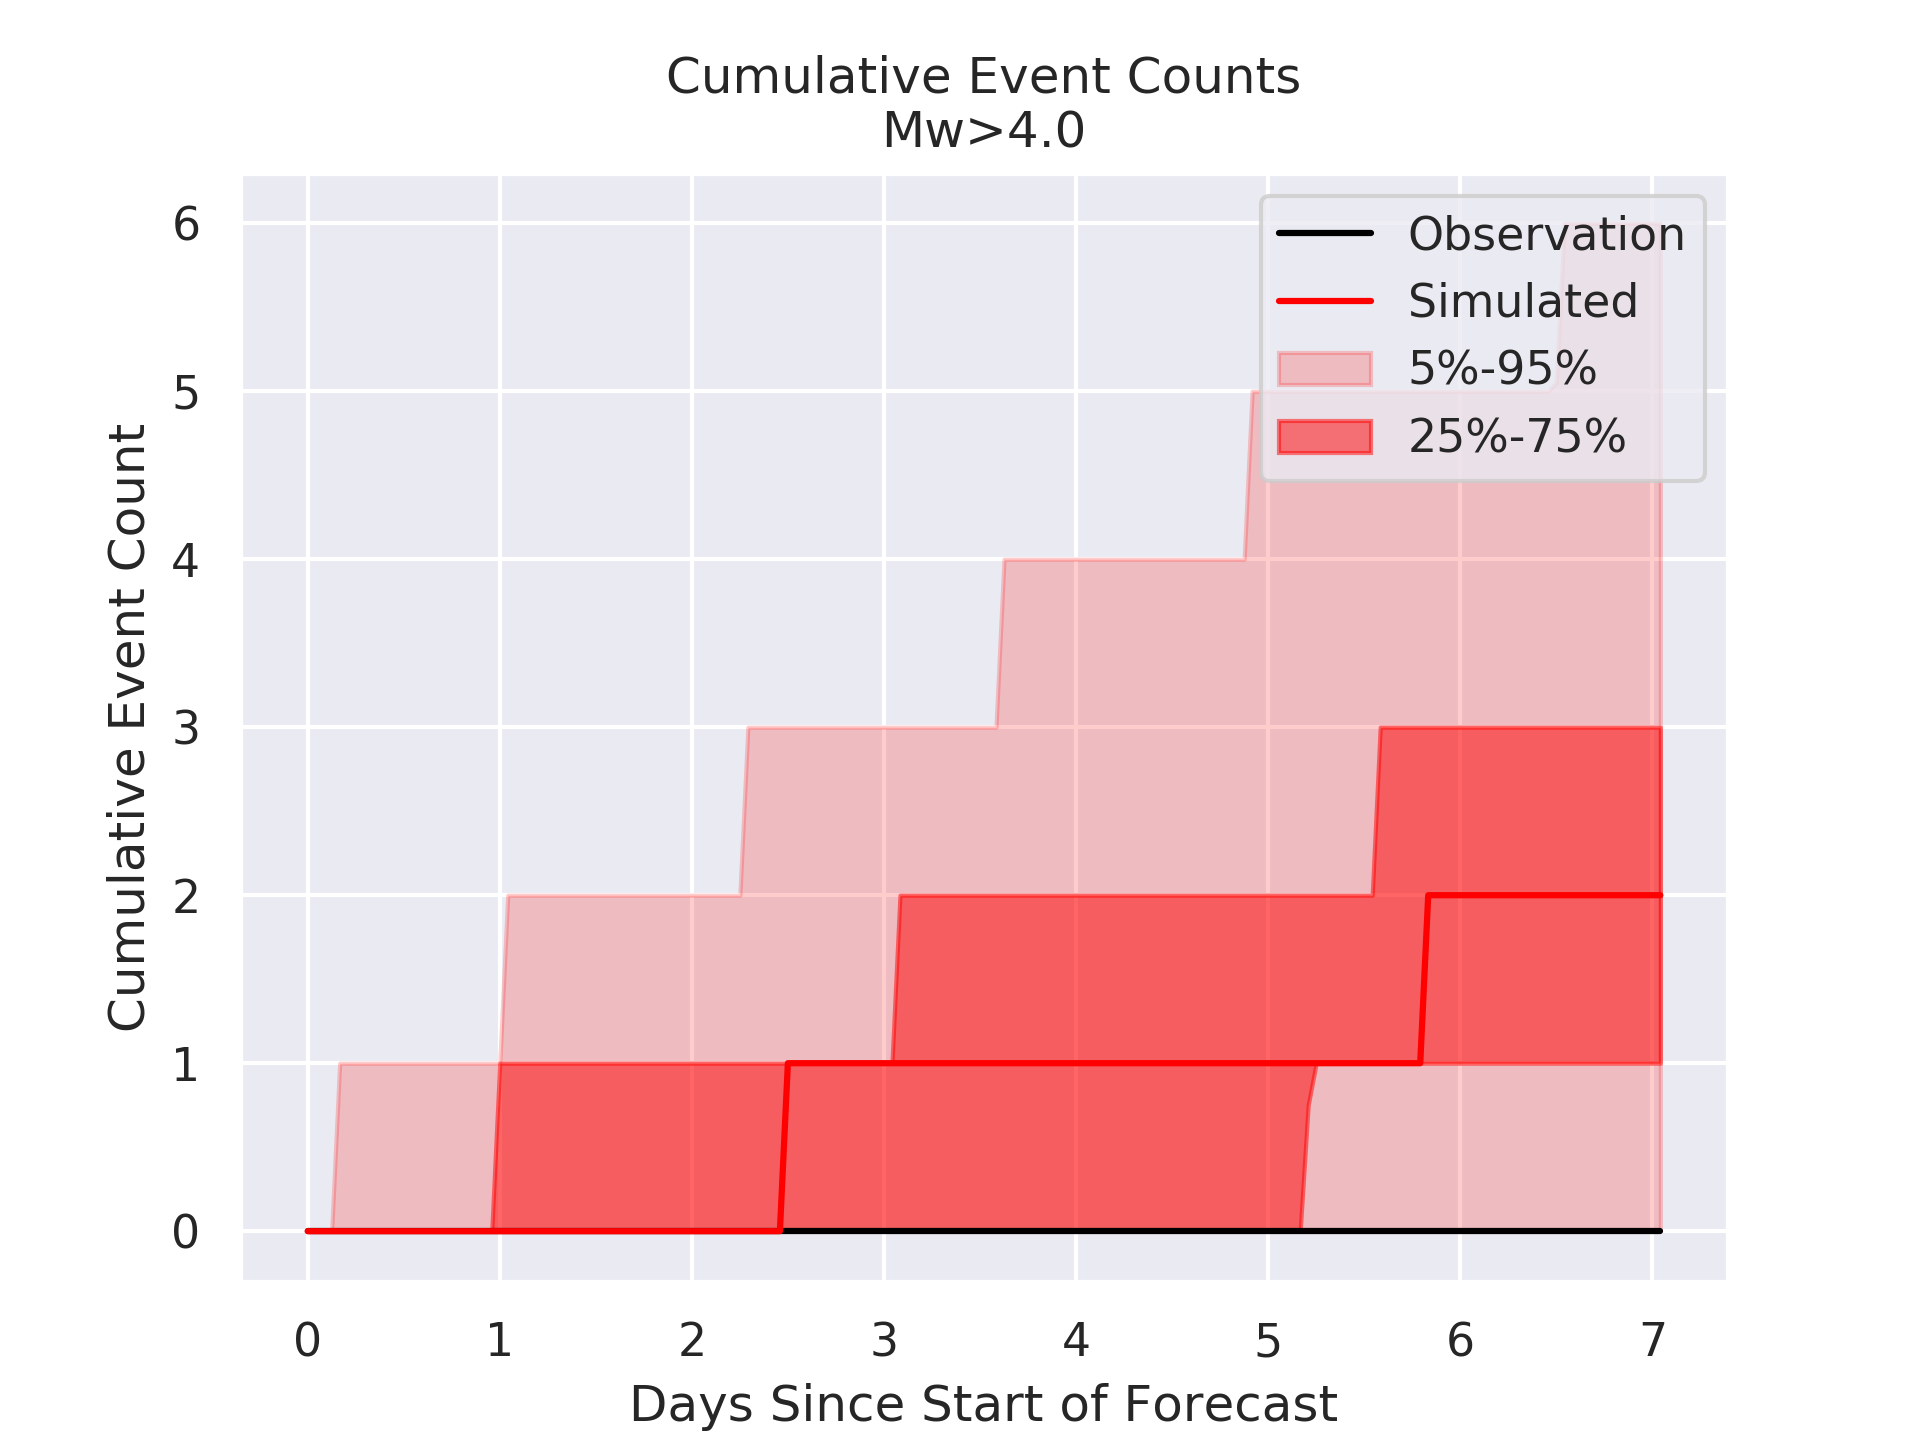 Cumulative Event Counts
Mw>4.0
Cumulative Event Count
6
5
4
3
2
1
0
Observation
Simulated
5%-95%
25%-75%
0 1 2 3 4 5 6 7
Days Since Start of Forecast